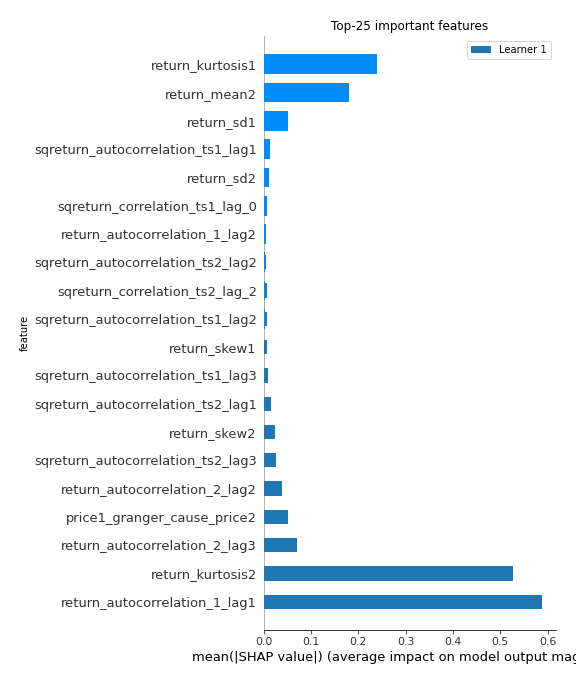 Top-25 important features
Learner 1
return_kurtosis1
return_mean2
return_sd1
sqreturn_autocorrelation_ts1_lag1
return_sd2
sqreturn_correlation_ts1_lag_0
return_autocorrelation_1_lag2
sqreturn_autocorrelation_ts2_lag2
sqreturn_correlation_ts2_lag_2
sqreturn_autocorrelation_ts1_lag2
return_skew1
sqreturn_autocorrelation_ts1_lag3
sqreturn_autocorrelation_ts2_lag1
return_skew2
sqreturn_autocorrelation_ts2_lag3
return_autocorrelation_2_lag2
price1_granger_cause_price2
return_autocorrelation_2_lag3
return_kurtosis2
return_autocorrelation_1_lag1
feature
0.0 0.1 0.2 0.3 0.4 0.5 0.6
mean(|SHAP value|) (average impact on model output mag